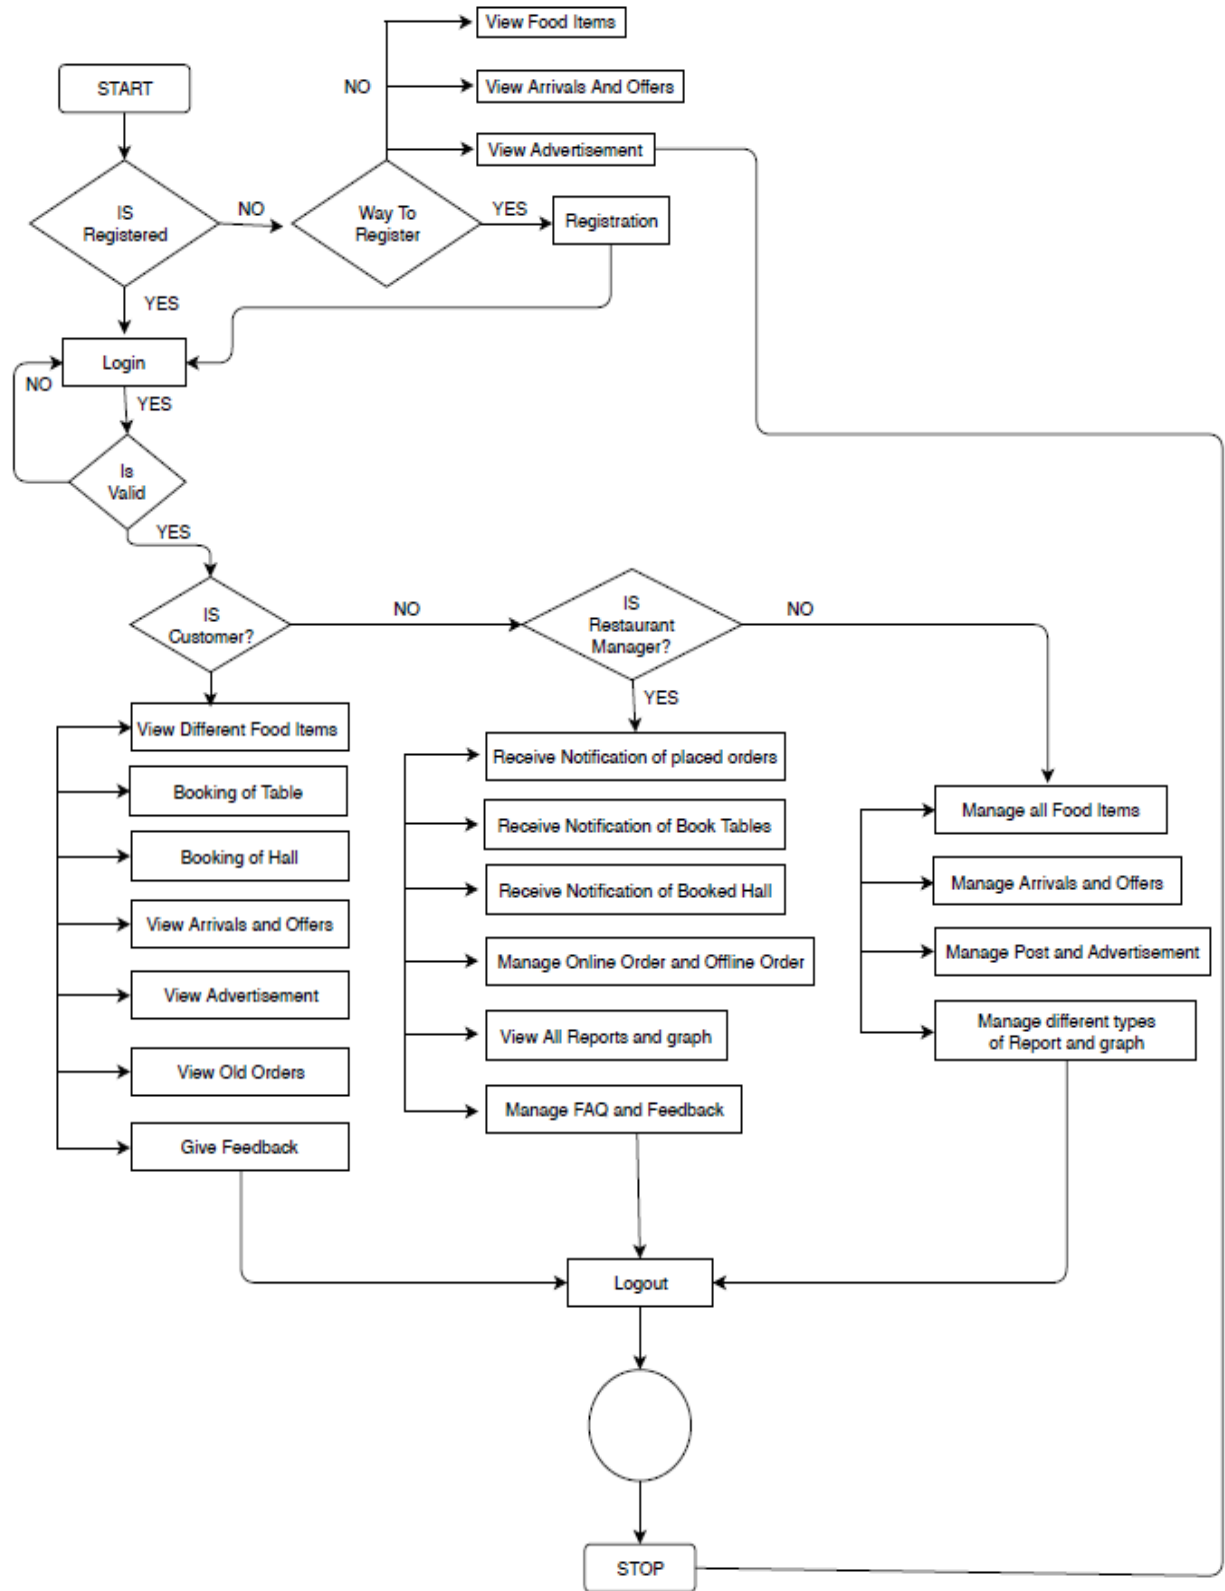 View Food Items
START
NO
View Arrivals And Offers
View Advertisement
IS
Registered
NO
Way To
Register
YES
Registration
YES
Login
NO
YES
Is
Valid
YES
IS
Customer?
NO
IS
Restaurant
Manager?
NO
YES
View Different Food Items
Receive Notification of placed orders
Booking of Table
Manage all Food Items
Receive Notification of Book Tables
Booking of Hall
Receive Notification of Booked Hall
Manage Arrivals and Offers
View Arrivals and Offers
Manage Online Order and Offline Order
Manage Post and Advertisement
View Advertisement
View All Reports and graph
Manage different types
of Report and graph
View Old Orders
Manage FAQ and Feedback
Give Feedback
Logout
STOP